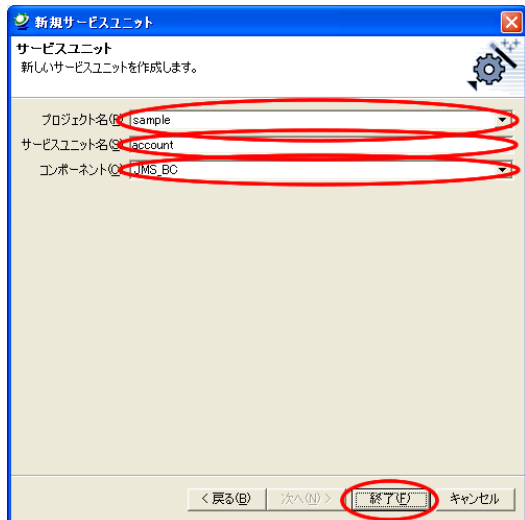 新規サービスユニット
サービスユニット
新しいサービスユニットを作成します。
プロジェクト名(P) sample
サービスユニット名(S) account
コンポーネント(O) JMS_BC
< 戻る(B) 次へ(N) > 終了(F) キャンセル